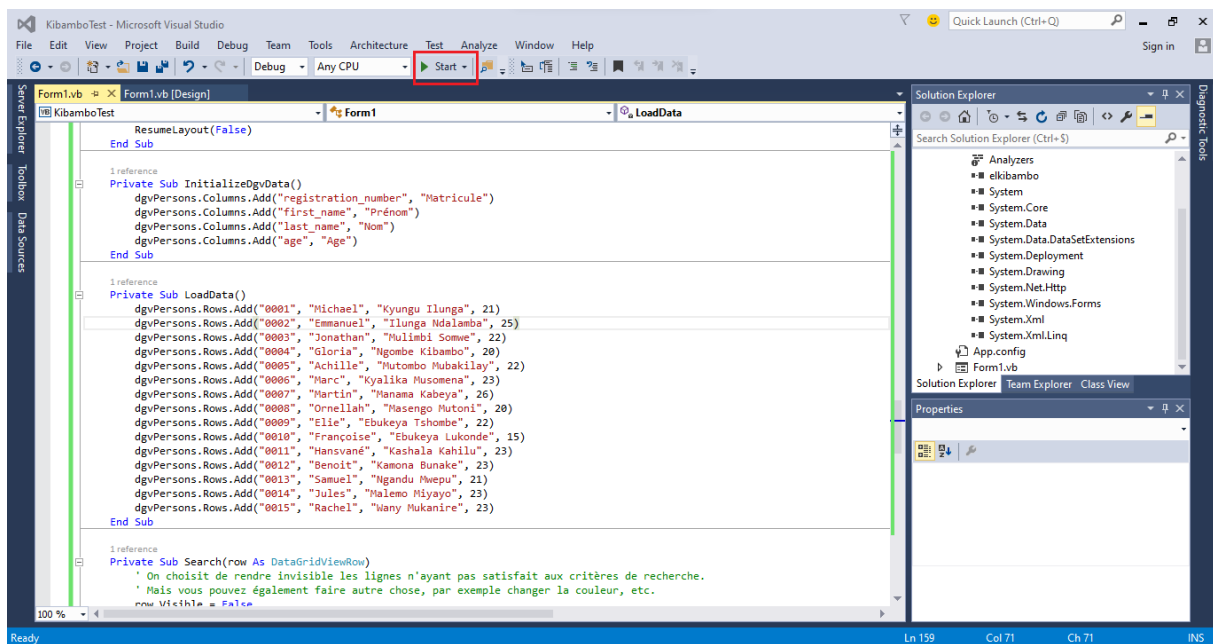 KibamboTest - Microsoft Visual Studio
Quick Launch (Ctrl+Q)
File Edit View Project Build Debug Team Tools Architecture Test Analyze Window Help
Sign in
Debug Any CPU Start
Server Explorer
Toolbox
Data Sources
Form1.vb Form1.vb [Design]
VB KibamboTest Form1 LoadData
ResumeLayout(False)
End Sub
1 reference
Private Sub InitializeDgvData()
dgvPersons.Columns.Add("registration_number", "Matricule")
dgvPersons.Columns.Add("first_name", "Prénom")
dgvPersons.Columns.Add("last_name", "Nom")
dgvPersons.Columns.Add("age", "Age")
End Sub
1 reference
Private Sub LoadData()
dgvPersons.Rows.Add("0001", "Michael", "Kyungu Ilunga", 21)
dgvPersons.Rows.Add("0002", "Emmanuel", "Ilunga Ndalamba", 25)
dgvPersons.Rows.Add("0003", "Jonathan", "Mulimbi Somwe", 22)
dgvPersons.Rows.Add("0004", "Gloria", "Ngombe Kibambo", 20)
dgvPersons.Rows.Add("0005", "Achille", "Mutombo Mubakilay", 22)
dgvPersons.Rows.Add("0006", "Marc", "Kyalika Musomena", 23)
dgvPersons.Rows.Add("0007", "Martin", "Manama Kabeya", 26)
dgvPersons.Rows.Add("0008", "Ornellah", "Masengo Mutoni", 20)
dgvPersons.Rows.Add("0009", "Elie", "Ebukeya Tshombe", 22)
dgvPersons.Rows.Add("0010", "Françoise", "Ebukeya Lukonde", 15)
dgvPersons.Rows.Add("0011", "Hansvané", "Kashala Kahilu", 23)
dgvPersons.Rows.Add("0012", "Benoit", "Kamona Bunake", 23)
dgvPersons.Rows.Add("0013", "Samuel", "Ngandu Mwepu", 21)
dgvPersons.Rows.Add("0014", "Jules", "Malemo Miyayo", 23)
dgvPersons.Rows.Add("0015", "Rachel", "Wany Mukanire", 23)
End Sub
1 reference
Private Sub Search(row As DataGridViewRow)
' On choisit de rendre invisible les lignes n'ayant pas satisfait aux critères de recherche.
' Mais vous pouvez également faire autre chose, par exemple changer la couleur, etc.
row.Visible = False
100 %
Solution Explorer
Search Solution Explorer (Ctrl+$)
Analyzers
elkibambo
System
System.Core
System.Data
System.Data.DataSetExtensions
System.Deployment
System.Drawing
System.Net.Http
System.Windows.Forms
System.Xml
System.Xml.Linq
App.config
Form1.vb
Solution Explorer Team Explorer Class View
Properties
Diagnostic Tools
Ready Ln 159 Col 71 Ch 71 INS